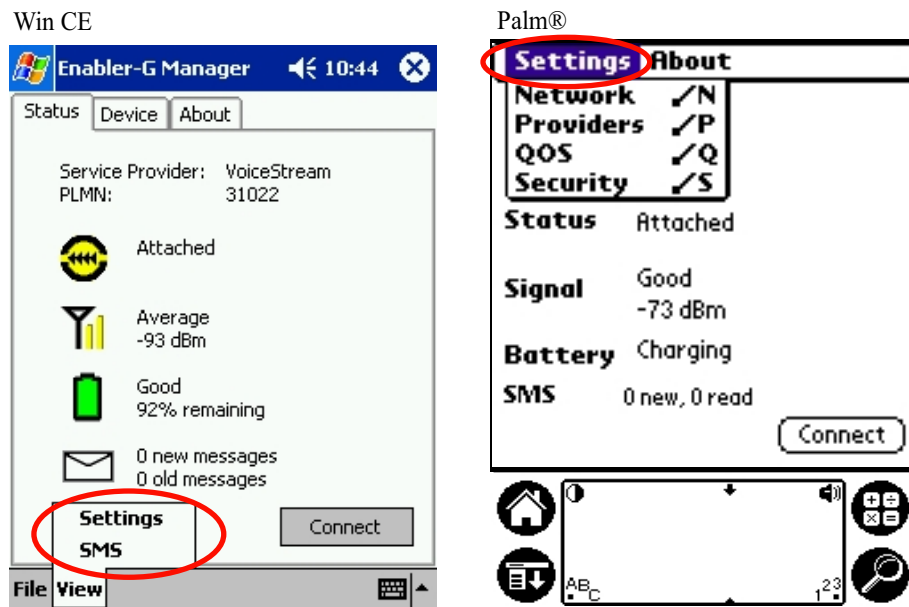 Win CE
Enabler-G Manager 10:44
Status Device About
Service Provider: VoiceStream
PLMN: 31022
Attached
Average
-93 dBm
Good
92% remaining
0 new messages
0 old messages
Settings
SMS
Connect
File View
Palm®
Settings About
Network /N
Providers /P
QOS /Q
Security /S
Status Attached
Signal Good
-73 dBm
Battery Charging
SMS 0 new, 0 read
Connect
ABC
123